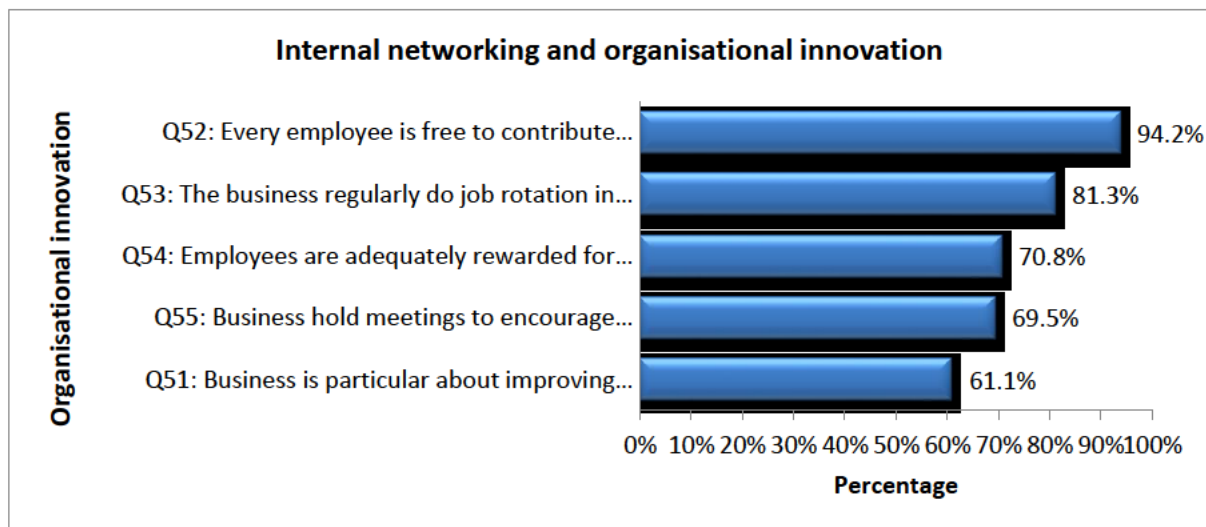 Internal networking and organisational innovation
Organisational innovation
Q52: Every employee is free to contribute...
94.2%
Q53: The business regularly do job rotation in...
81.3%
Q54: Employees are adequately rewarded for...
70.8%
Q55: Business hold meetings to encourage...
69.5%
Q51: Business is particular about improving...
61.1%
0% 10% 20% 30% 40% 50% 60% 70% 80% 90% 100%
Percentage